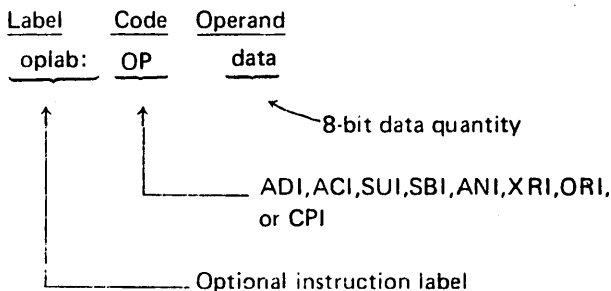 Label Code Operand
oplab: OP data
8-bit data quantity
ADI,ACI,SUI,SBI,ANI,XRI,ORI,
or CPI
Optional instruction label